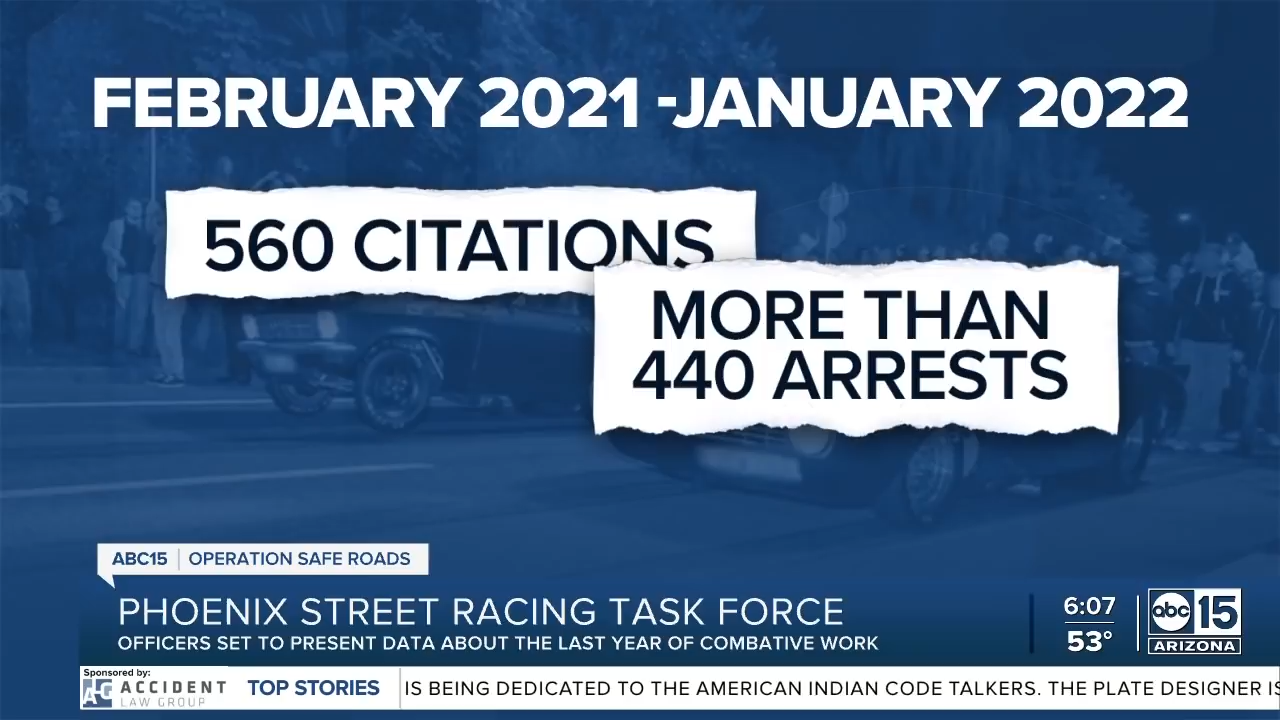 FEBRUARY 2021 -JANUARY 2022
560 CITATIONS
MORE THAN
440 ARRESTS
ABC15 | OPERATION SAFE ROADS
PHOENIX STREET RACING TASK FORCE
OFFICERS SET TO PRESENT DATA ABOUT THE LAST YEAR OF COMBATIVE WORK
6:07
53°
abc 15
ARIZONA
Sponsored by:
AG ACCIDENT
LAW GROUP
TOP STORIES
IS BEING DEDICATED TO THE AMERICAN INDIAN CODE TALKERS. THE PLATE DESIGNER IS